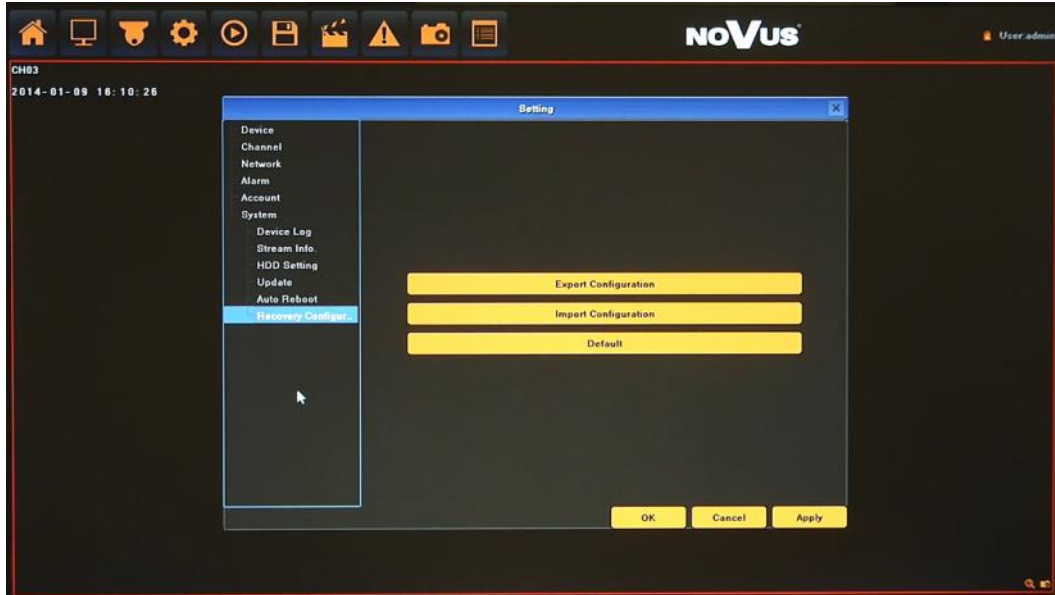 NOVUS
User:admin
CH03
2014-01-09 16:10:26
Setting
Device
Channel
Network
Alarm
Account
System
Device Log
Stream Info.
HDD Setting
Update
Auto Reboot
Recovery Configur..
Export Configuration
Import Configuration
Default
OK
Cancel
Apply